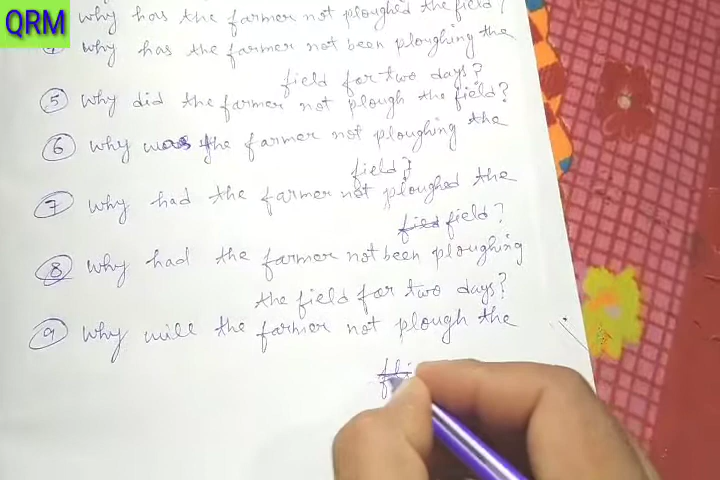 QRM
why has the farmer not ploughed the field?
why has the farmer not been ploughing the
field for two days?
5 why did the farmer not plough the field?
6 why was the farmer not ploughing the
field?
7 why had the farmer not ploughed the
field?
8 why had the farmer not been ploughing
the field for two days?
9 why will the farmer not plough the